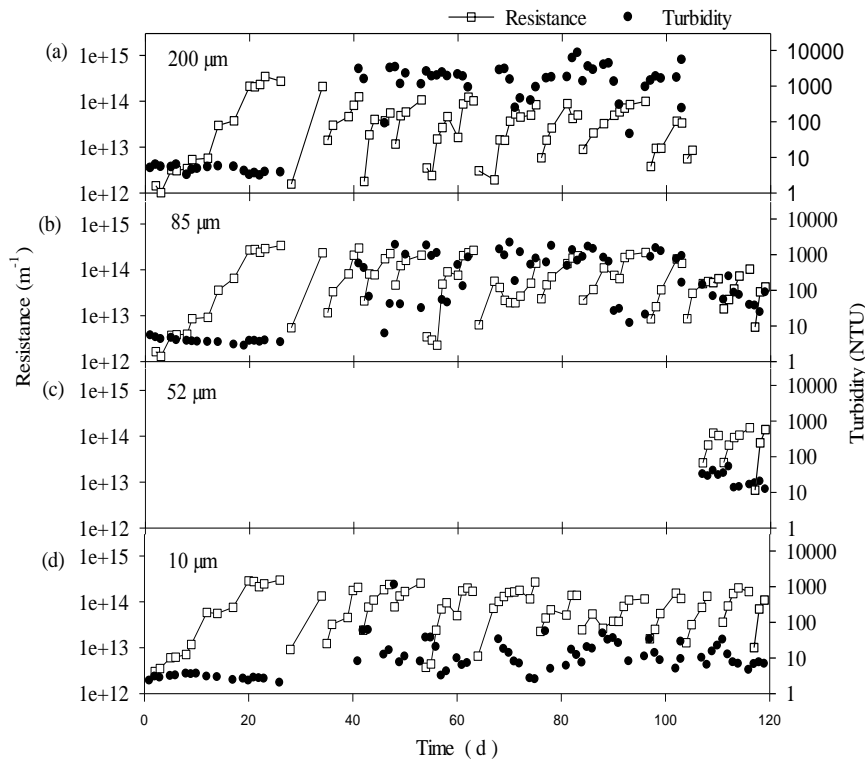 Resistance Turbidity
(a) 200 μm
1e+15 10000
1e+14 1000
100
1e+13 10
1e+12 1
(b) 85 μm
1e+15 10000
1e+14 1000
100
1e+13 10
1e+12 1
(c) 52 μm
1e+15 10000
1e+14 1000
100
1e+13 10
1e+12 1
(d) 10 μm
1e+15 10000
1e+14 1000
100
1e+13 10
1e+12 1
0 20 40 60 80 100 120
Time ( d )
Resistance (m⁻¹)
Turbidity (NTU)